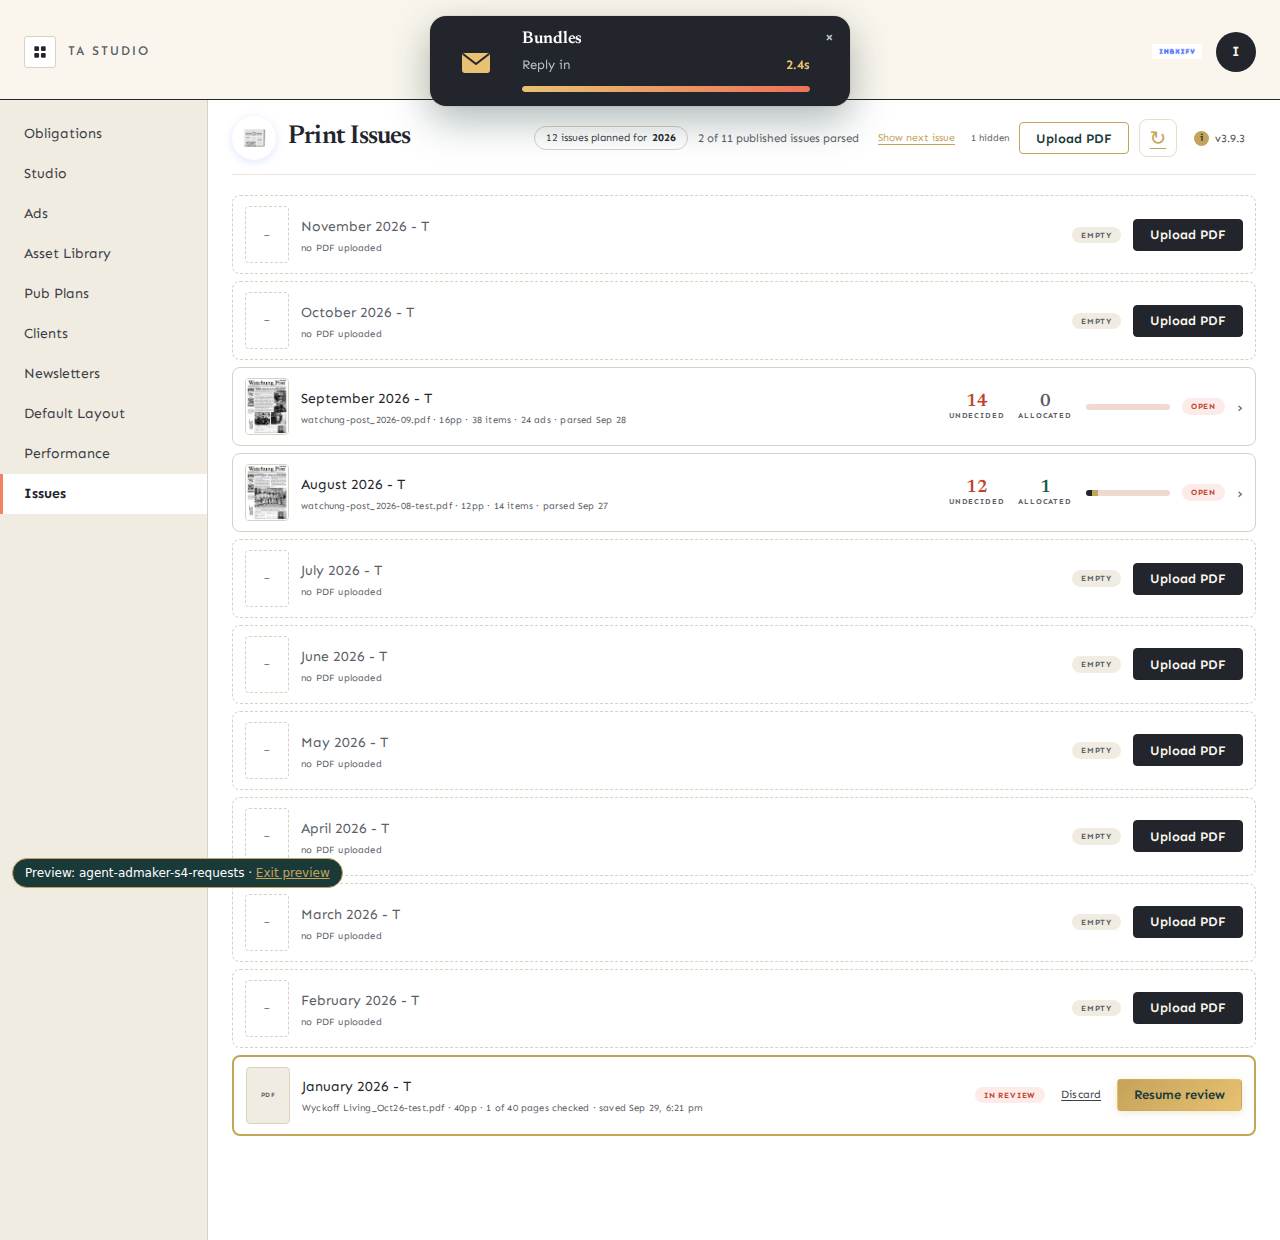 TA STUDIO
Bundles
×
Reply in
2.4s
INBXIFY
I
Obligations
Studio
Ads
Asset Library
Pub Plans
Clients
Newsletters
Default Layout
Performance
Issues
Print Issues
12 issues planned for 2026
2 of 11 published issues parsed
Show next issue
1 hidden
Upload PDF
↻
i v3.9.3
–
November 2026 - T
no PDF uploaded
EMPTY
Upload PDF
–
October 2026 - T
no PDF uploaded
EMPTY
Upload PDF
Watchung Post
September 2026 - T
watchung-post_2026-09.pdf · 16pp · 38 items · 24 ads · parsed Sep 28
14
UNDECIDED
0
ALLOCATED
OPEN
›
Watchung Post
August 2026 - T
watchung-post_2026-08-test.pdf · 12pp · 14 items · parsed Sep 27
12
UNDECIDED
1
ALLOCATED
OPEN
›
–
July 2026 - T
no PDF uploaded
EMPTY
Upload PDF
–
June 2026 - T
no PDF uploaded
EMPTY
Upload PDF
–
May 2026 - T
no PDF uploaded
EMPTY
Upload PDF
–
April 2026 - T
no PDF uploaded
EMPTY
Upload PDF
Preview: agent-admaker-s4-requests · Exit preview
–
March 2026 - T
no PDF uploaded
EMPTY
Upload PDF
–
February 2026 - T
no PDF uploaded
EMPTY
Upload PDF
PDF
January 2026 - T
Wyckoff Living_Oct26-test.pdf · 40pp · 1 of 40 pages checked · saved Sep 29, 6:21 pm
IN REVIEW
Discard
Resume review